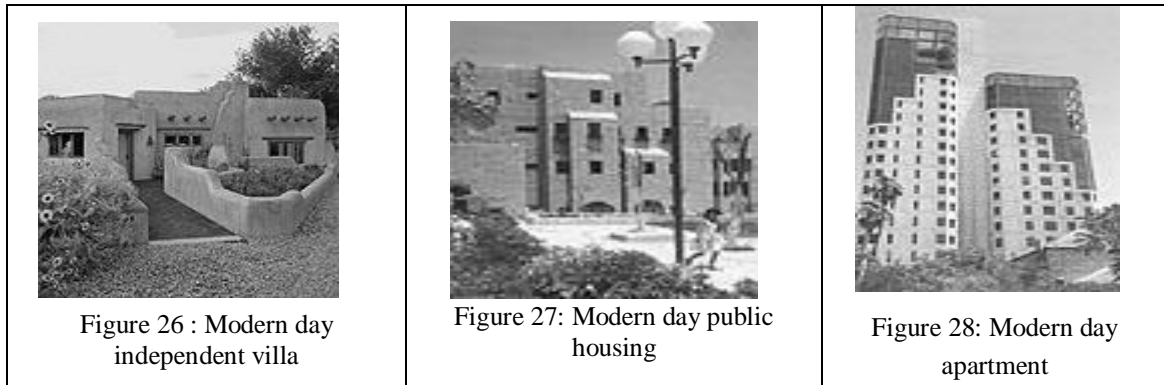 Figure 26 : Modern day
independent villa
Figure 27: Modern day public
housing
Figure 28: Modern day
apartment